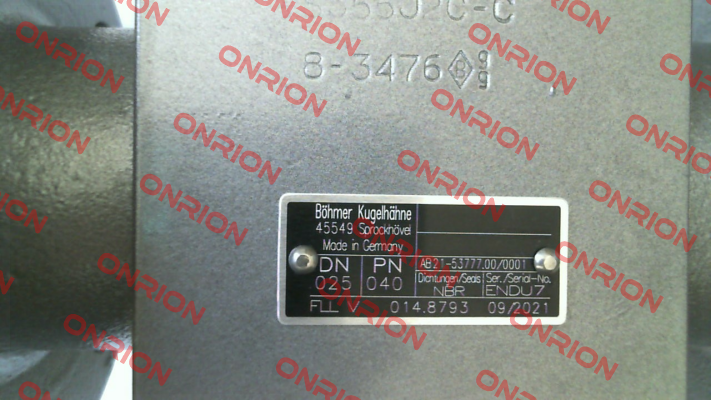 8-3476 B 99
Böhmer Kugelhähne
45549 Sprockhövel
Made in Germany
DN PN AB21-53777.00/0001
025 040 Dichtungen/Seals Ser./Serial-No.
NBR ENDU7
014.8793 09/2021
ONRION